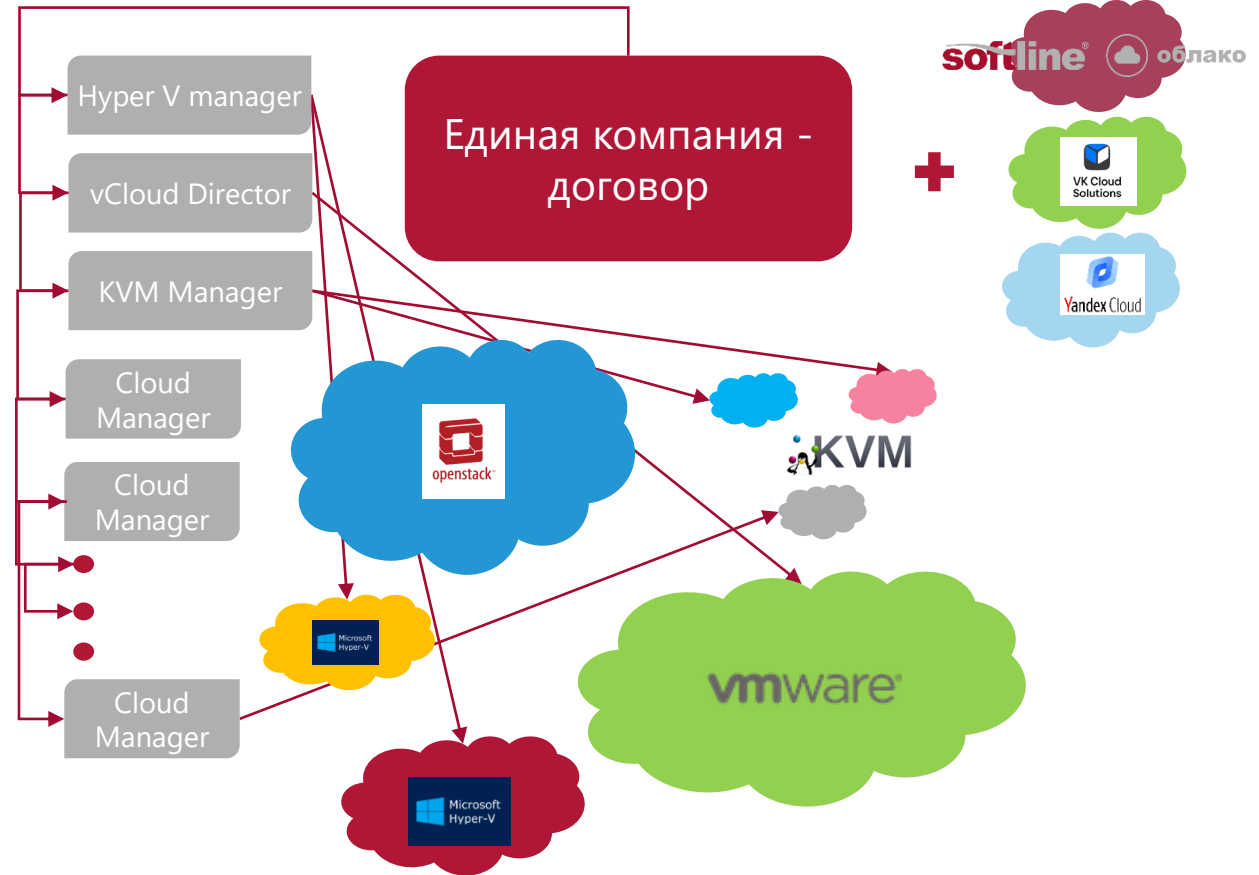 Hyper V manager
vCloud Director
KVM Manager
Cloud
Manager
Cloud
Manager
Cloud
Manager
Единая компания -
договор
softline® облако
VK Cloud
Solutions
Yandex Cloud
openstack™
KVM
Microsoft
Hyper-V
vmware®
Microsoft
Hyper-V